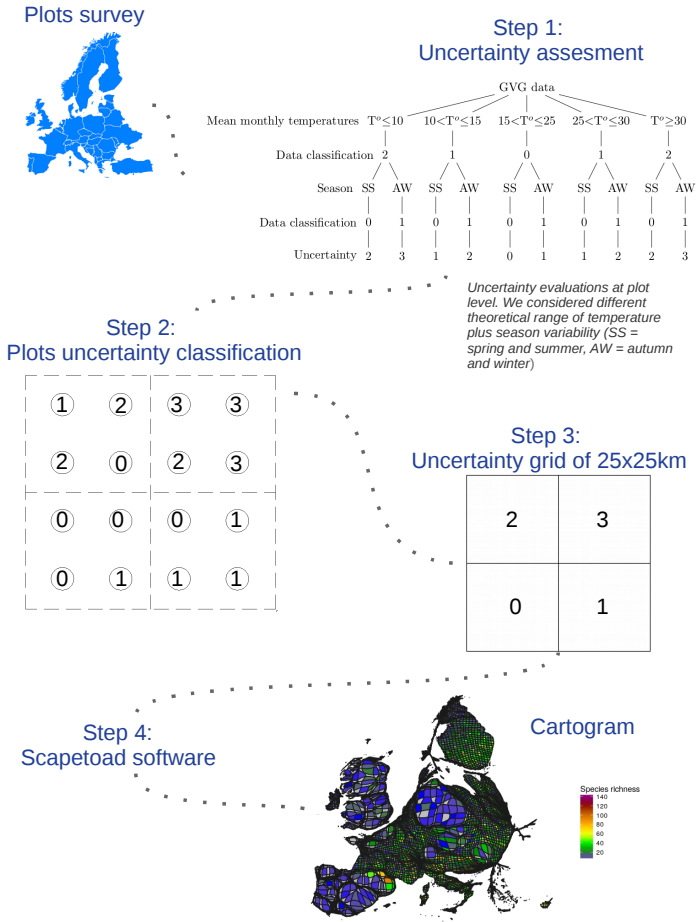 Plots survey
Step 1:
Uncertainty assesment
GVG data
Mean monthly temperatures T°≤10 10<T°≤15 15<T°≤25 25<T°≤30 T°≥30
Data classification 2 1 0 1 2
Season SS AW SS AW SS AW SS AW SS AW
Data classification 0 1 0 1 0 1 0 1 0 1
Uncertainty 2 3 1 2 0 1 1 2 2 3
Uncertainty evaluations at plot
level. We considered different
theoretical range of temperature
plus season variability (SS =
spring and summer, AW = autumn
and winter)
Step 2:
Plots uncertainty classification
1 2 3 3
2 0 2 3
0 0 0 1
0 1 1 1
Step 3:
Uncertainty grid of 25x25km
2 3
0 1
Step 4:
Scapetoad software
Cartogram
Species richness
140
120
100
80
60
40
20